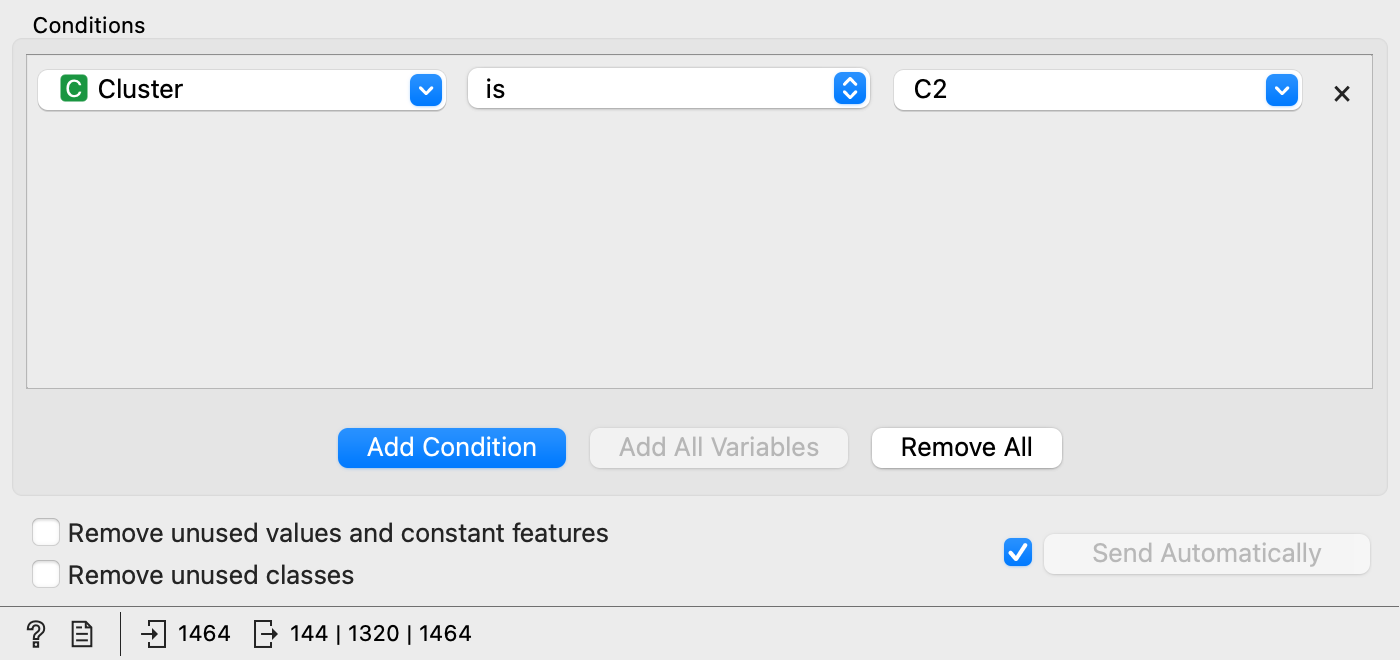 Conditions
C Cluster is C2 ×
Add Condition Add All Variables Remove All
Remove unused values and constant features
Send Automatically
Remove unused classes
? 1464 144 | 1320 | 1464